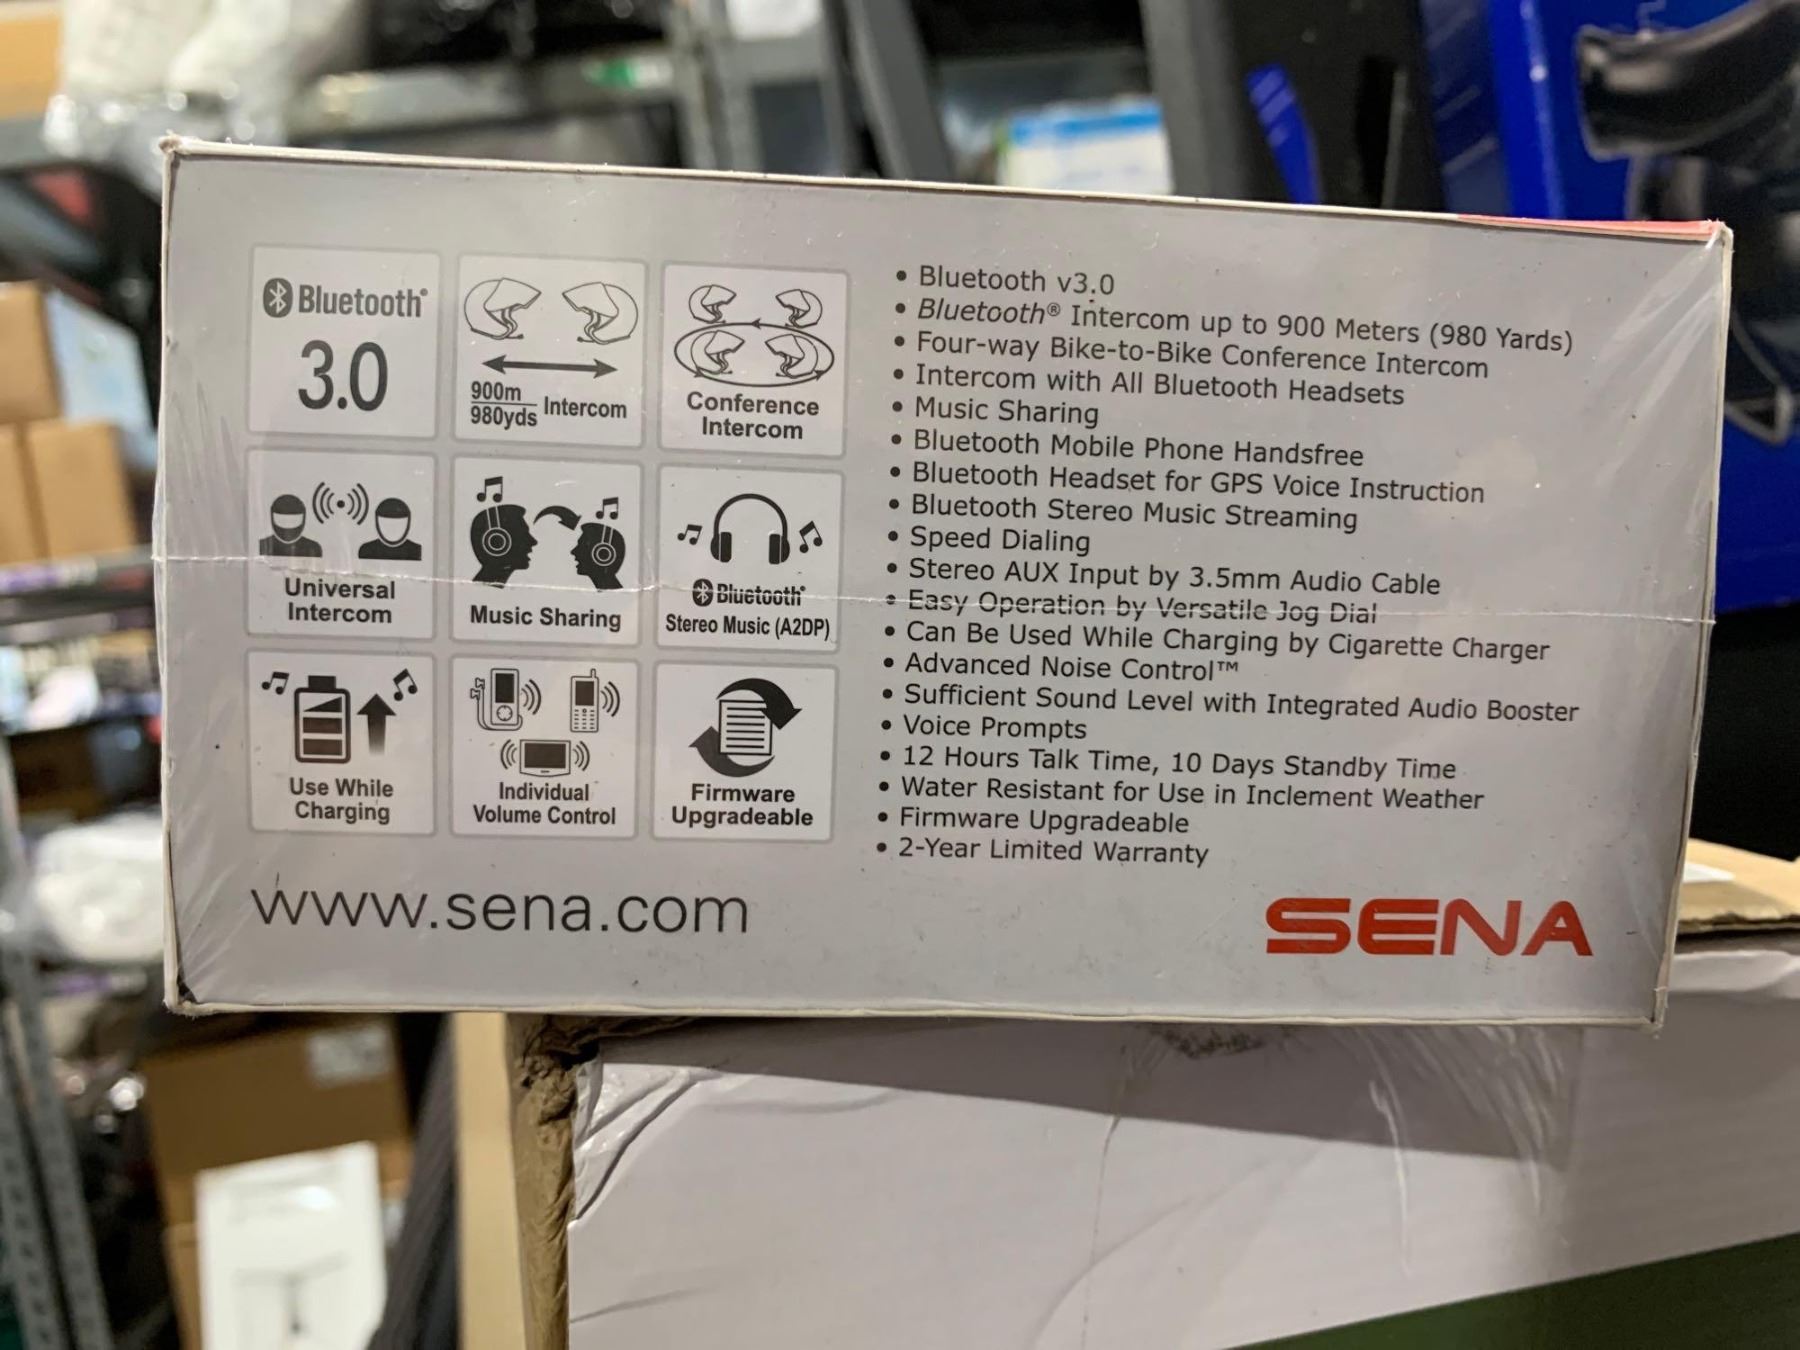 Bluetooth®
3.0
900m
980yds Intercom
Conference
Intercom
Universal
Intercom
Music Sharing
Bluetooth®
Stereo Music (A2DP)
Use While
Charging
Individual
Volume Control
Firmware
Upgradeable
• Bluetooth v3.0
• Bluetooth® Intercom up to 900 Meters (980 Yards)
• Four-way Bike-to-Bike Conference Intercom
• Intercom with All Bluetooth Headsets
• Music Sharing
• Bluetooth Mobile Phone Handsfree
• Bluetooth Headset for GPS Voice Instruction
• Bluetooth Stereo Music Streaming
• Speed Dialing
• Stereo AUX Input by 3.5mm Audio Cable
• Easy Operation by Versatile Jog Dial
• Can Be Used While Charging by Cigarette Charger
• Advanced Noise Control™
• Sufficient Sound Level with Integrated Audio Booster
• Voice Prompts
• 12 Hours Talk Time, 10 Days Standby Time
• Water Resistant for Use in Inclement Weather
• Firmware Upgradeable
• 2-Year Limited Warranty
www.sena.com
SENA